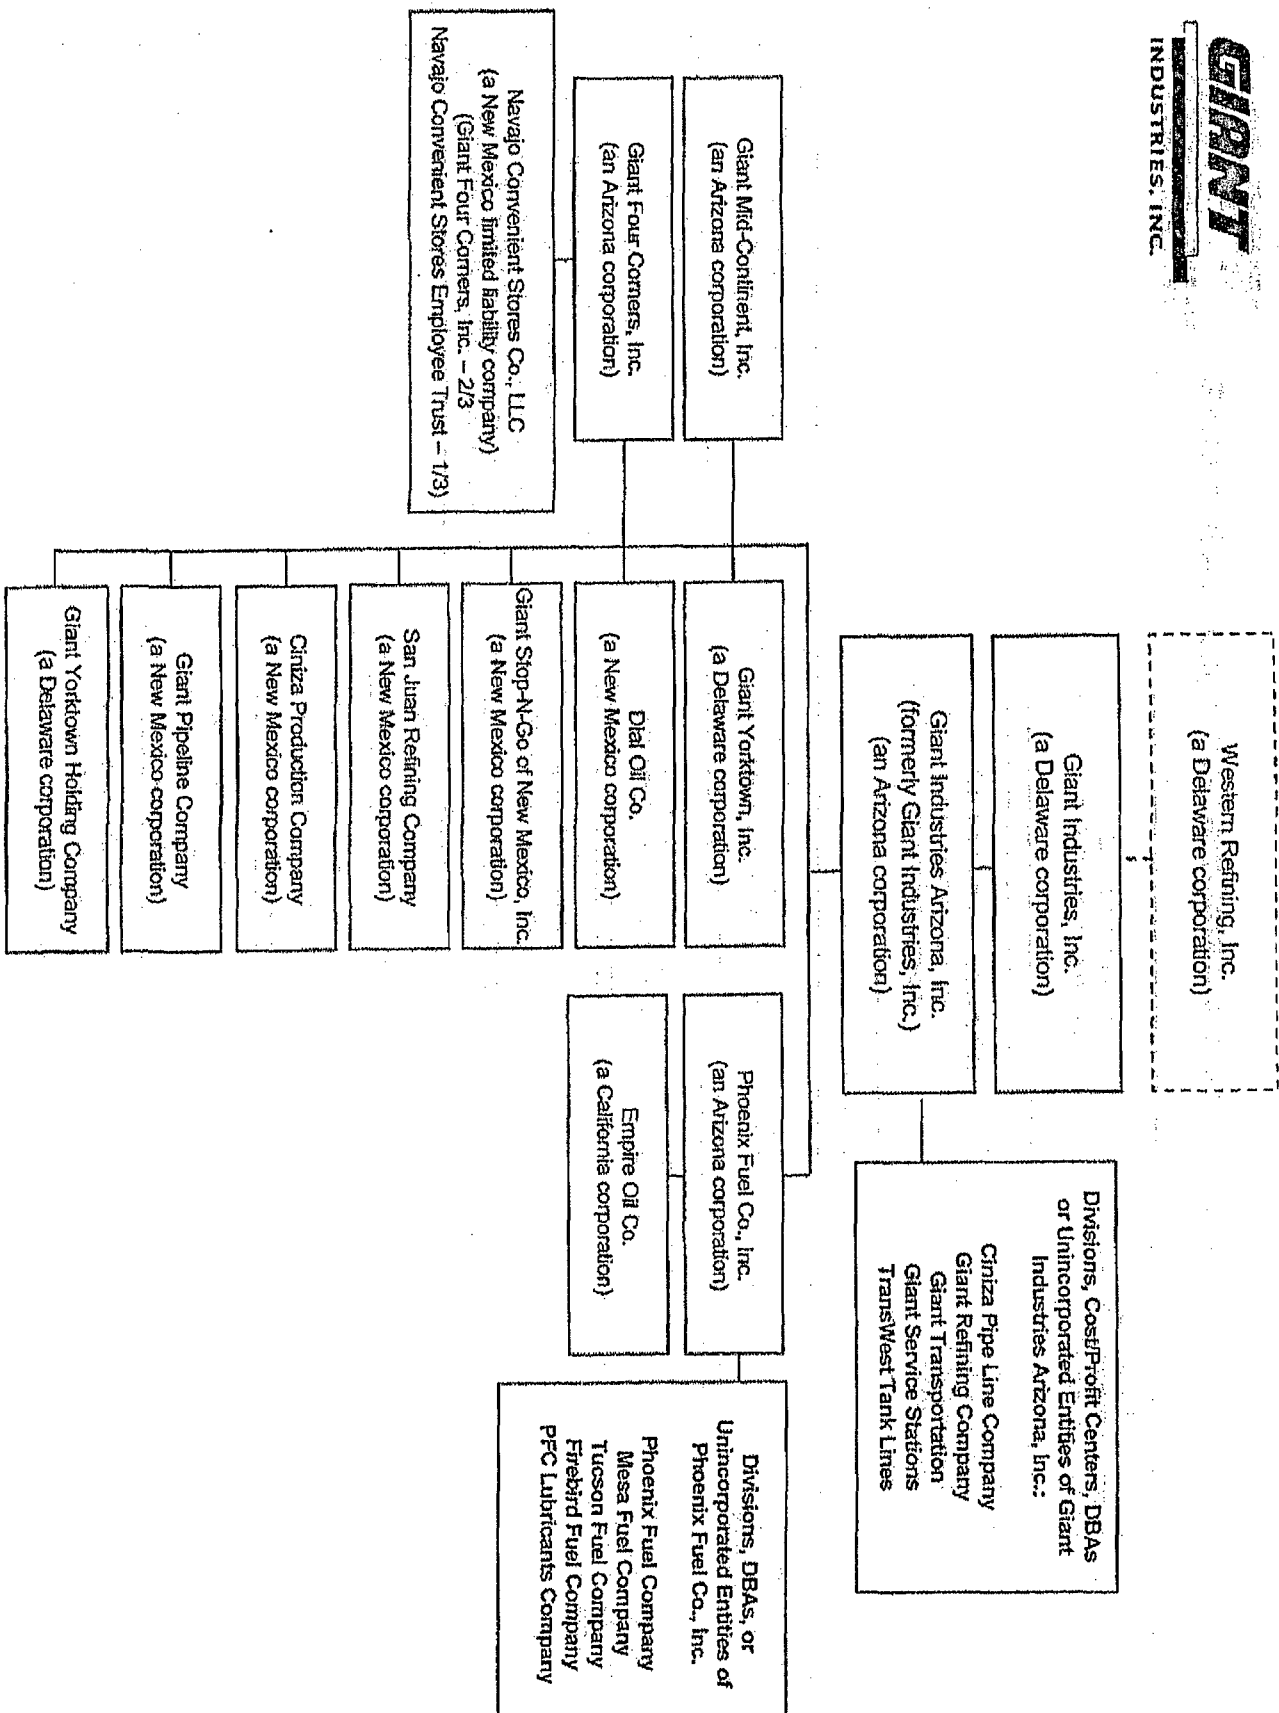 GIANT
INDUSTRIES, INC.
Western Refining, Inc.
(a Delaware corporation)
Giant Industries, Inc.
(a Delaware corporation)
Giant Industries Arizona, Inc.
(formerly Giant Industries, Inc.)
(an Arizona corporation)
Divisions, Cost/Profit Centers, DBAs
or Unincorporated Entities of Giant
Industries Arizona, Inc.:
Ciniza Pipe Line Company
Giant Refining Company
Giant Transportation
Giant Service Stations
TransWest Tank Lines
Giant Mid-Continent, Inc.
(an Arizona corporation)
Giant Four Corners, Inc.
(an Arizona corporation)
Navajo Convenient Stores Co., LLC
(a New Mexico limited liability company)
(Giant Four Corners, Inc. – 2/3
Navajo Convenient Stores Employee Trust – 1/3)
Giant Yorktown, Inc.
(a Delaware corporation)
Dial Oil Co.
(a New Mexico corporation)
Giant Stop-N-Go of New Mexico, Inc.
(a New Mexico corporation)
San Juan Refining Company
(a New Mexico corporation)
Ciniza Production Company
(a New Mexico corporation)
Giant Pipeline Company
(a New Mexico corporation)
Giant Yorktown Holding Company
(a Delaware corporation)
Phoenix Fuel Co., Inc.
(an Arizona corporation)
Empire Oil Co.
(a California corporation)
Divisions, DBAs, or
Unincorporated Entities of
Phoenix Fuel Co., Inc.
Phoenix Fuel Company
Mesa Fuel Company
Tucson Fuel Company
Firebird Fuel Company
PFC Lubricants Company